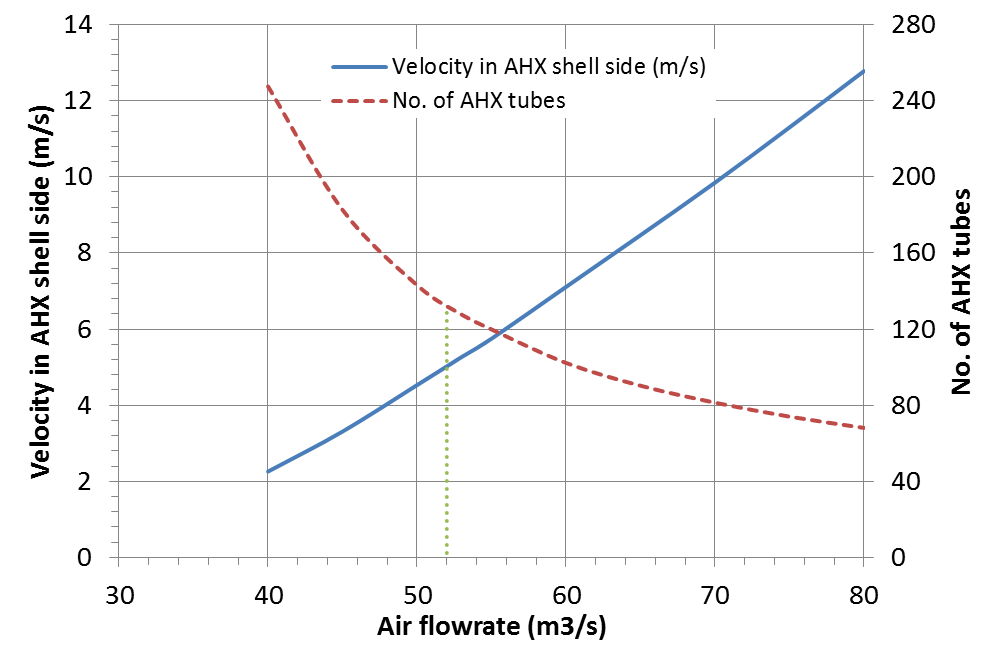 14
12
10
8
6
4
2
0
Velocity in AHX shell side (m/s)
Velocity in AHX shell side (m/s)
No. of AHX tubes
280
240
200
160
120
80
40
0
No. of AHX tubes
30 40 50 60 70 80
Air flowrate (m3/s)